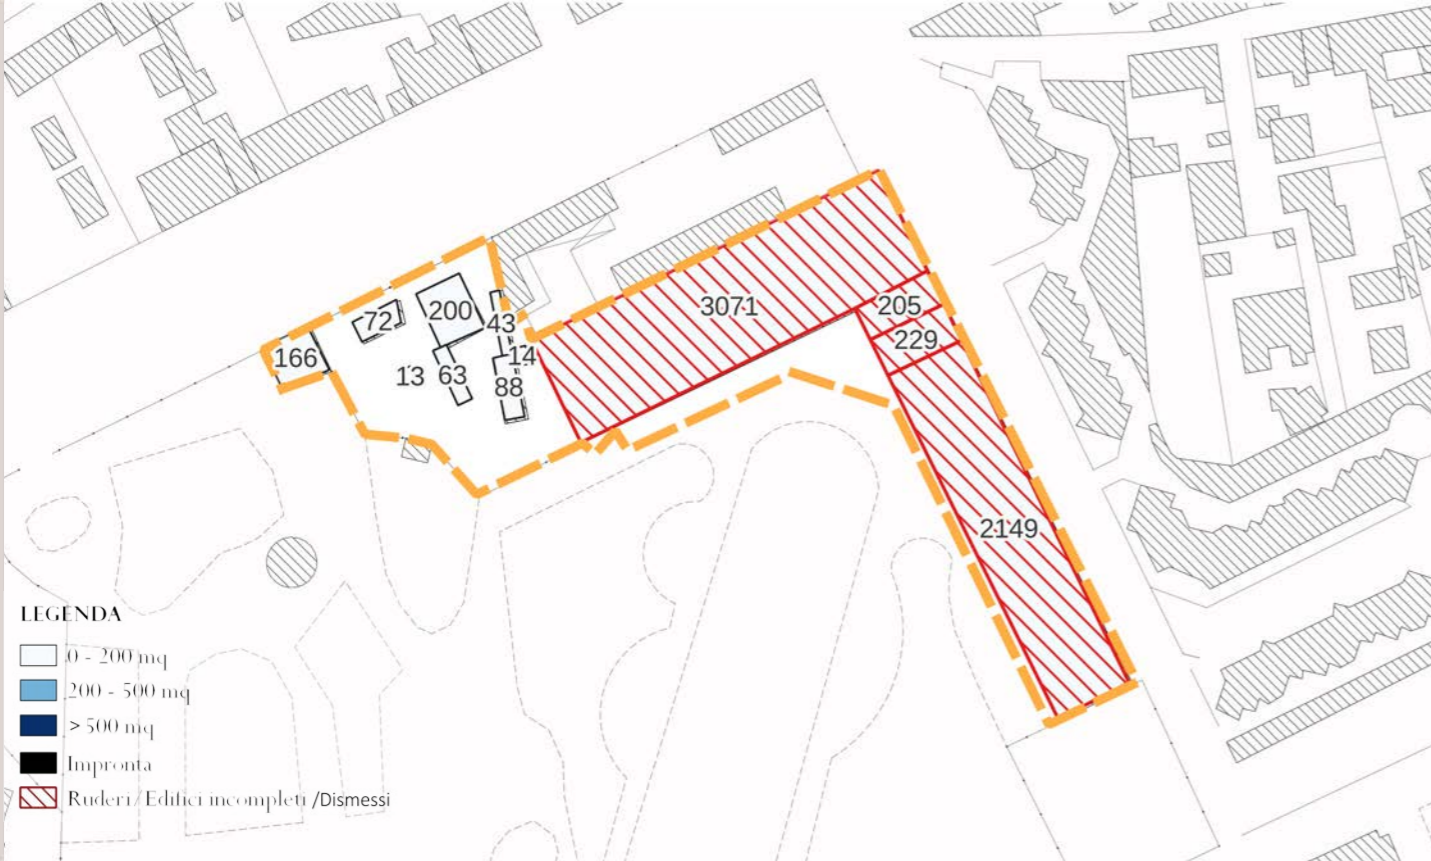 3071
205
200
72
43
229
14
166
13
63
88
2149
LEGENDA
0 - 200 mq
200 - 500 mq
> 500 mq
Impronta
Ruderi/Edifici incompleti /Dismessi